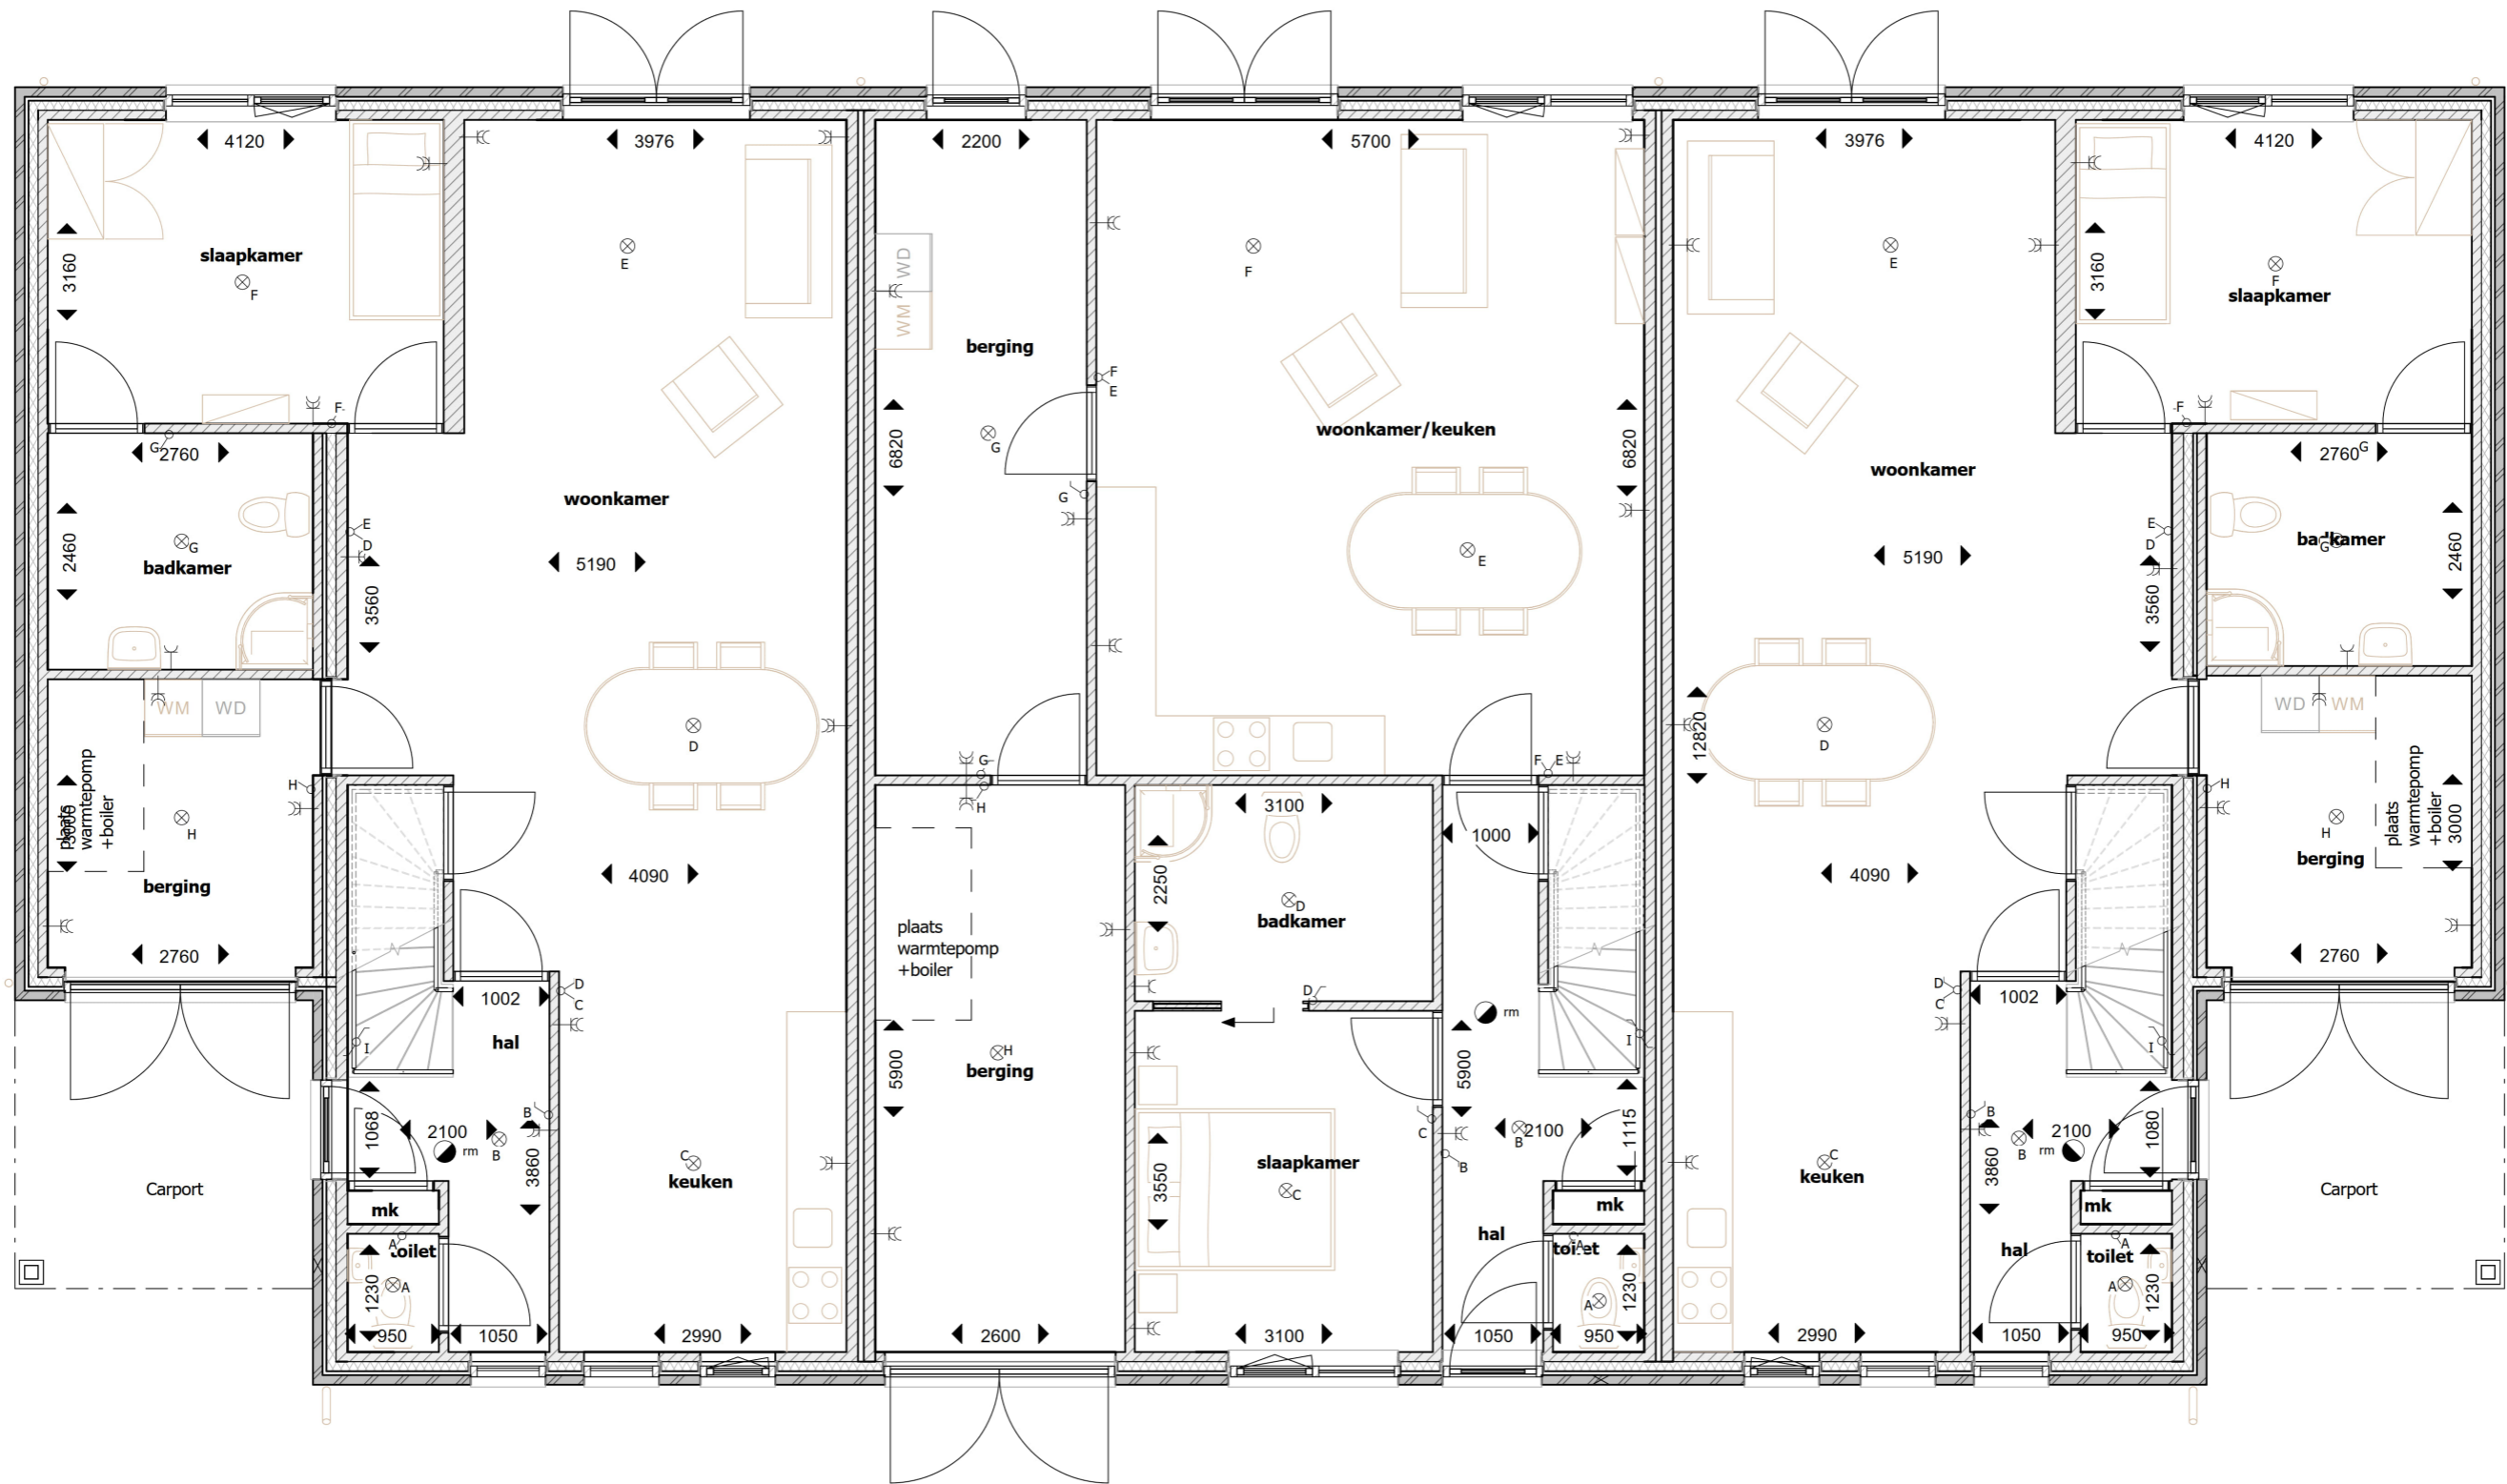 4120
3976
2200
5700
3976
4120
slaapkamer
F
3160
E
WD
WM
berging
G
6820
F
E
G
F
woonkamer/keuken
6820
E
E
3160
F
slaapkamer
F-
G
2760
2460
G
badkamer
E
D
3560
woonkamer
5190
D
woonkamer
5190
12820
D
E
D
3560
-F
2760
G
badkamer
G
2460
WM
WD
plaats
warmtepomp
+boiler
3000
H
H
berging
2760
4090
G
H
F
E
3100
2250
D
badkamer
1000
4090
WD
WM
H
H
plaats
warmtepomp
+boiler
3000
berging
2760
plaats
warmtepomp
+boiler
1002
hal
I
D
C
5900
H
berging
D
rm
5900
I
D
C
1002
I
1068
2100
rm
B
B
3860
C
keuken
3550
slaapkamer
C
C
B
2100
B
1115
C
keuken
B
3860
B
2100
rm
1080
Carport
mk
A
toilet
A
1230
950
1050
2990
2600
3100
hal
mk
toilet
A
A
1230
1050
950
2990
hal
mk
A
toilet
A
1230
1050
950
Carport